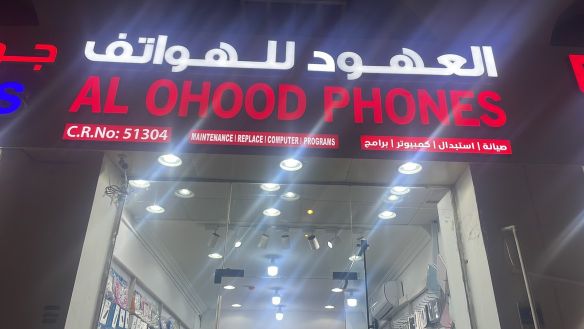 العهود للهواتف
AL OHOOD PHONES
C.R.No: 51304
MAINTENANCE | REPLACE | COMPUTER | PROGRAMS
صيانة | استبدال | كمبيوتر | برامج